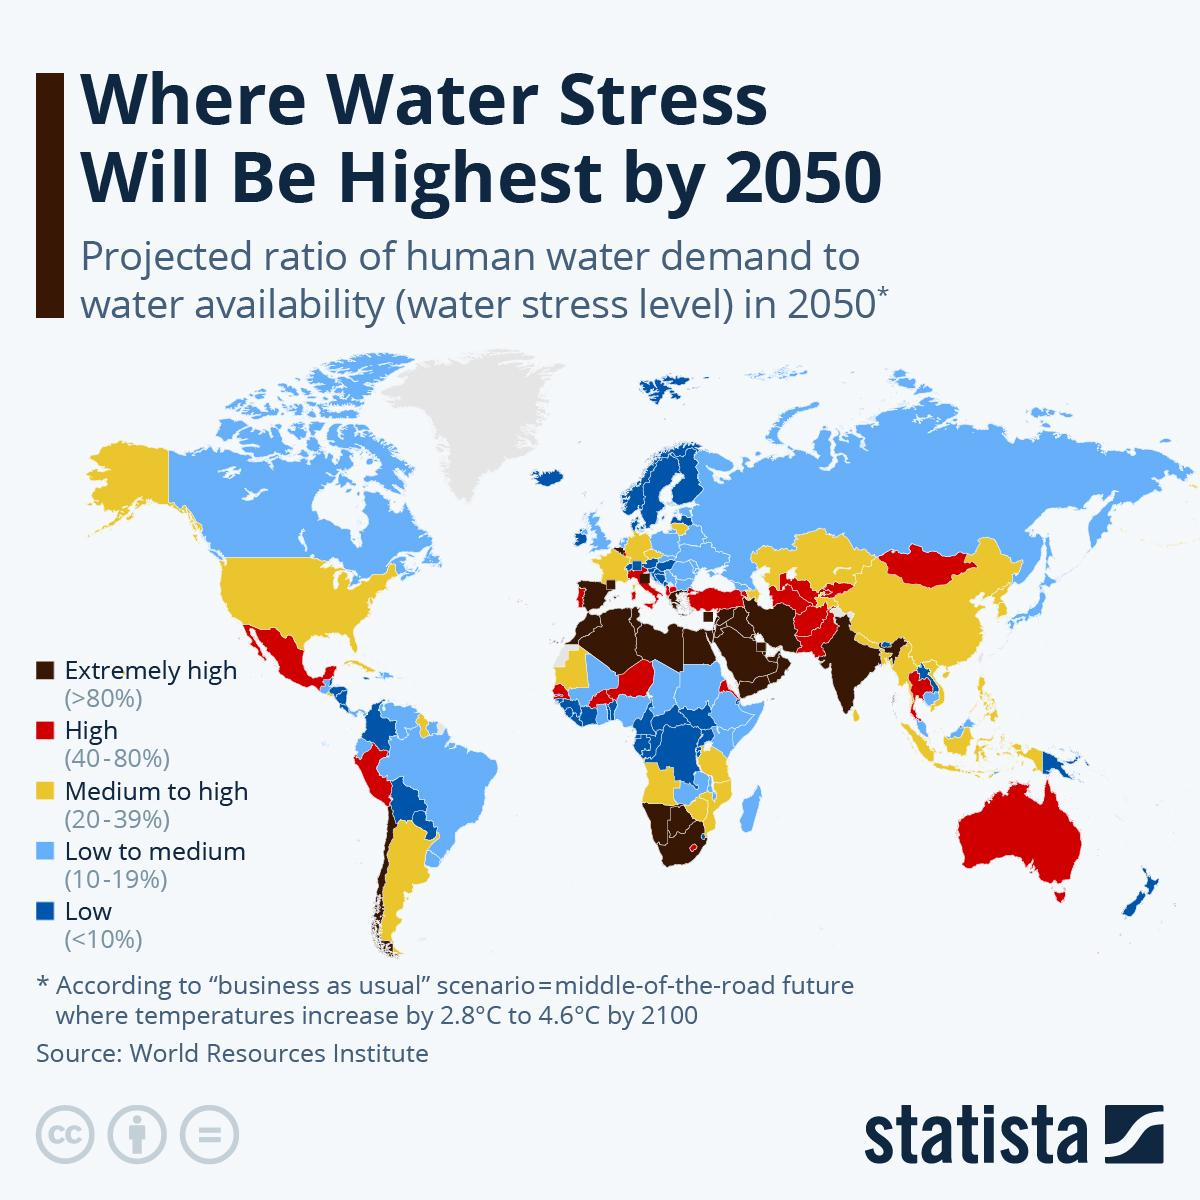 Where Water Stress
Will Be Highest by 2050
Projected ratio of human water demand to
water availability (water stress level) in 2050*
Extremely high
(>80%)
High
(40-80%)
Medium to high
(20-39%)
Low to medium
(10-19%)
Low
(<10%)
* According to “business as usual” scenario=middle-of-the-road future
where temperatures increase by 2.8°C to 4.6°C by 2100
Source: World Resources Institute
cc
statista